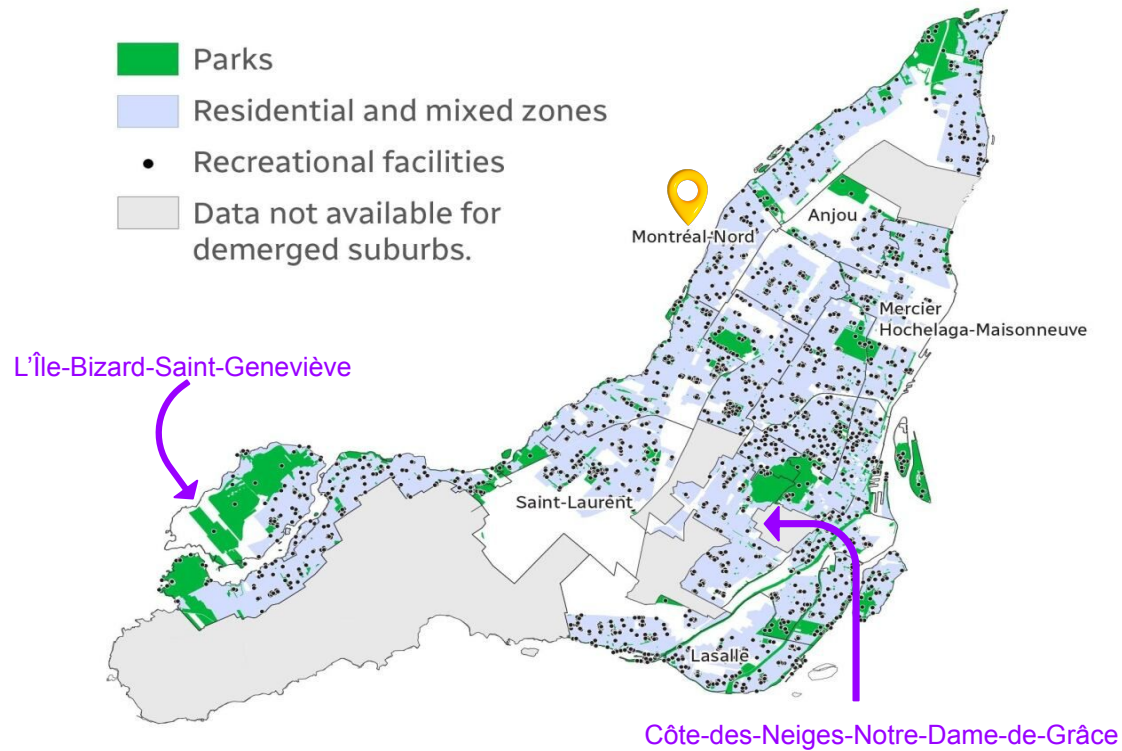 Parks
Residential and mixed zones
Recreational facilities
Data not available for
demerged suburbs.
Anjou
Montréal-Nord
Mercier
Hochelaga-Maisonneuve
L'Île-Bizard-Saint-Geneviève
Saint-Laurent
Lasalle
Côte-des-Neiges-Notre-Dame-de-Grâce